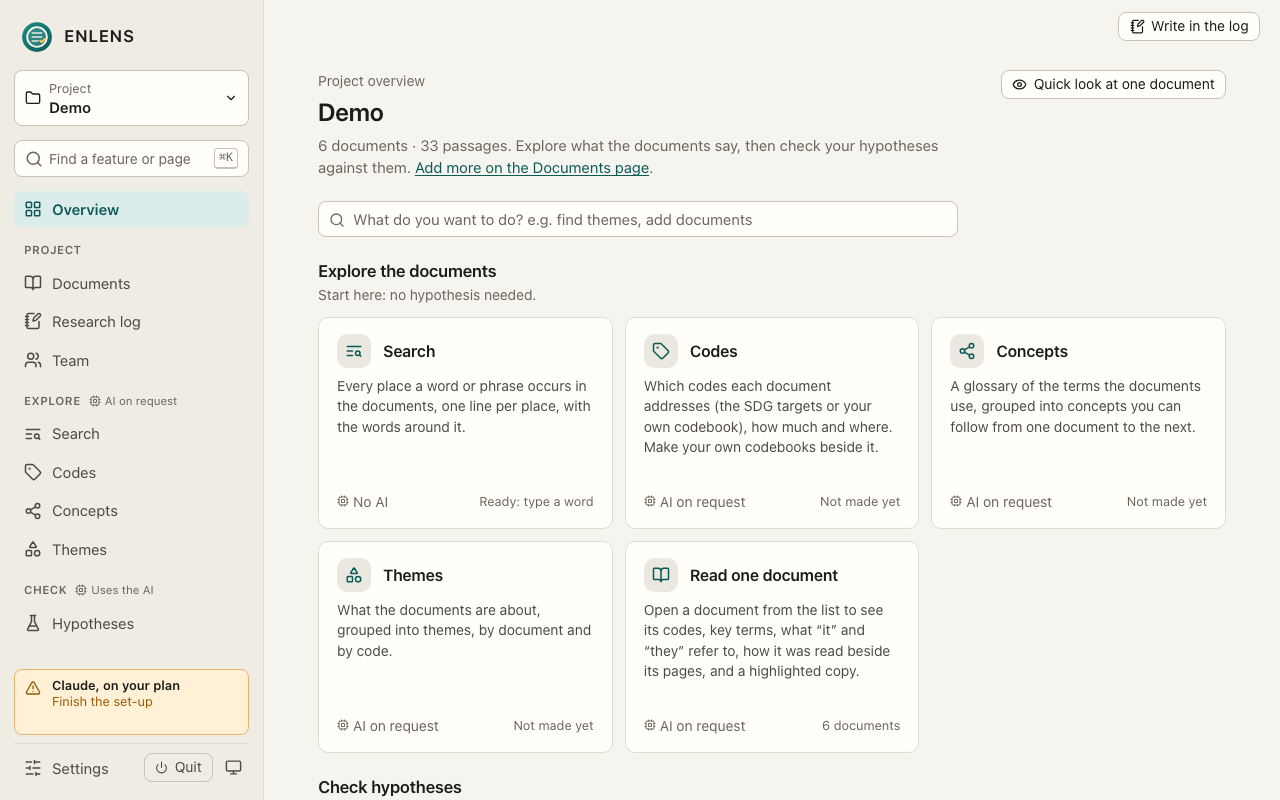 ENLENS
Project
Demo
Find a feature or page
⌘K
Overview
PROJECT
Documents
Research log
Team
EXPLORE AI on request
Search
Codes
Concepts
Themes
CHECK Uses the AI
Hypotheses
Claude, on your plan
Finish the set-up
Settings
Quit
Write in the log
Project overview
Quick look at one document
Demo
6 documents · 33 passages. Explore what the documents say, then check your hypotheses
against them. Add more on the Documents page.
What do you want to do? e.g. find themes, add documents
Explore the documents
Start here: no hypothesis needed.
Search
Every place a word or phrase occurs in
the documents, one line per place, with
the words around it.
No AI
Ready: type a word
Codes
Which codes each document
addresses (the SDG targets or your
own codebook), how much and where.
Make your own codebooks beside it.
AI on request
Not made yet
Concepts
A glossary of the terms the documents
use, grouped into concepts you can
follow from one document to the next.
AI on request
Not made yet
Themes
What the documents are about,
grouped into themes, by document and
by code.
AI on request
Not made yet
Read one document
Open a document from the list to see
its codes, key terms, what “it” and
“they” refer to, how it was read beside
its pages, and a highlighted copy.
AI on request
6 documents
Check hypotheses